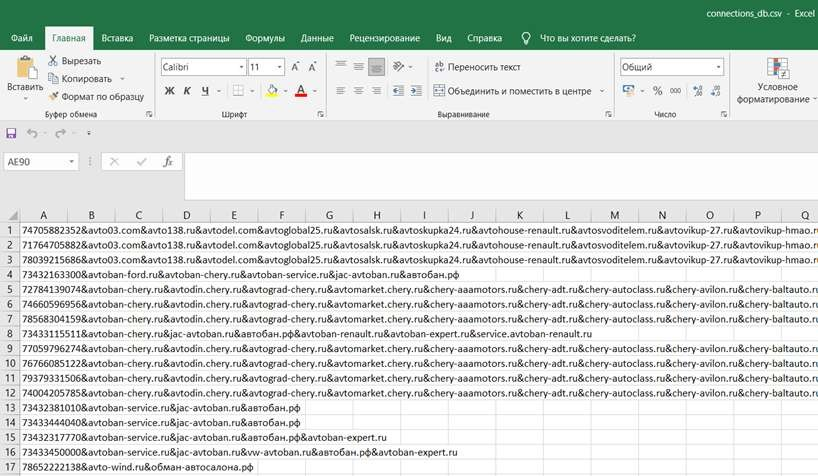 connections_db.csv - Excel
Файл Главная Вставка Разметка страницы Формулы Данные Рецензирование Вид Справка Что вы хотите сделать?
Вставить
Вырезать
Копировать
Формат по образцу
Буфер обмена
Calibri 11
Ж К Ч
Шрифт
Переносить текст
Объединить и поместить в центре
Выравнивание
Общий
% 000
Число
Условное
форматирование
AE90
A B C D E F G H I J K L M N O P Q
1 74705882352&avto03.com&avto138.ru&avtodel.com&avtoglobal25.ru&avtosalsk.ru&avtoskupka24.ru&avtohouse-renault.ru&avtosvoditelem.ru&avtovikup-27.ru&avtovikup-hmao.r
2 71764705882&avto03.com&avto138.ru&avtodel.com&avtoglobal25.ru&avtosalsk.ru&avtoskupka24.ru&avtohouse-renault.ru&avtosvoditelem.ru&avtovikup-27.ru&avtovikup-hmao.r
3 78039215686&avto03.com&avto138.ru&avtodel.com&avtoglobal25.ru&avtosalsk.ru&avtoskupka24.ru&avtohouse-renault.ru&avtosvoditelem.ru&avtovikup-27.ru&avtovikup-hmao.r
4 73432163300&avtoban-ford.ru&avtoban-chery.ru&avtoban-service.ru&jac-avtoban.ru&автобан.рф
5 72784139074&avtoban-chery.ru&avtodin.chery.ru&avtograd-chery.ru&avtomarket.chery.ru&chery-aaamotors.ru&chery-adt.ru&chery-autoclass.ru&chery-avilon.ru&chery-baltauto.ru
6 74660596956&avtoban-chery.ru&avtodin.chery.ru&avtograd-chery.ru&avtomarket.chery.ru&chery-aaamotors.ru&chery-adt.ru&chery-autoclass.ru&chery-avilon.ru&chery-baltauto.ru
7 78568304159&avtoban-chery.ru&avtodin.chery.ru&avtograd-chery.ru&avtomarket.chery.ru&chery-aaamotors.ru&chery-adt.ru&chery-autoclass.ru&chery-avilon.ru&chery-baltauto.ru
8 73433115511&avtoban-chery.ru&jac-avtoban.ru&автобан.рф&avtoban-renault.ru&avtoban-expert.ru&service.avtoban-renault.ru
9 77059796274&avtoban-chery.ru&avtodin.chery.ru&avtograd-chery.ru&avtomarket.chery.ru&chery-aaamotors.ru&chery-adt.ru&chery-autoclass.ru&chery-avilon.ru&chery-baltauto.ru
10 76766085122&avtoban-chery.ru&avtodin.chery.ru&avtograd-chery.ru&avtomarket.chery.ru&chery-aaamotors.ru&chery-adt.ru&chery-autoclass.ru&chery-avilon.ru&chery-baltauto.ru
11 79379331506&avtoban-chery.ru&avtodin.chery.ru&avtograd-chery.ru&avtomarket.chery.ru&chery-aaamotors.ru&chery-adt.ru&chery-autoclass.ru&chery-avilon.ru&chery-baltauto.ru
12 74004205785&avtoban-chery.ru&avtodin.chery.ru&avtograd-chery.ru&avtomarket.chery.ru&chery-aaamotors.ru&chery-adt.ru&chery-autoclass.ru&chery-avilon.ru&chery-baltauto.ru
13 73432381010&avtoban-service.ru&jac-avtoban.ru&автобан.рф
14 73433444040&avtoban-service.ru&jac-avtoban.ru&автобан.рф
15 73432317770&avtoban-service.ru&jac-avtoban.ru&автобан.рф&avtoban-expert.ru
16 73433450000&avtoban-service.ru&jac-avtoban.ru&vw-avtoban.ru&автобан.рф&avtoban-expert.ru
17 78652222138&avto-wind.ru&обман-автосалона.рф